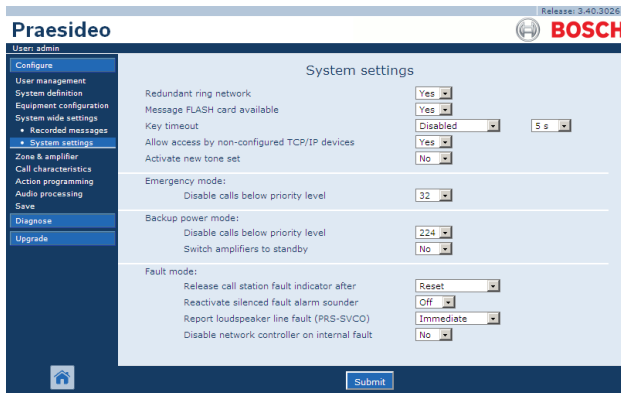 Release: 3.40.3026
Praesideo
BOSCH
User: admin
Configure
User management
System definition
Equipment configuration
System wide settings
• Recorded messages
• System settings
Zone & amplifier
Call characteristics
Action programming
Audio processing
Save
Diagnose
Upgrade
System settings
Redundant ring network Yes
Message FLASH card available Yes
Key timeout Disabled 5 s
Allow access by non-configured TCP/IP devices Yes
Activate new tone set No
Emergency mode:
Disable calls below priority level 32
Backup power mode:
Disable calls below priority level 224
Switch amplifiers to standby No
Fault mode:
Release call station fault indicator after Reset
Reactivate silenced fault alarm sounder Off
Report loudspeaker line fault (PRS-SVCO) Immediate
Disable network controller on internal fault No
Submit